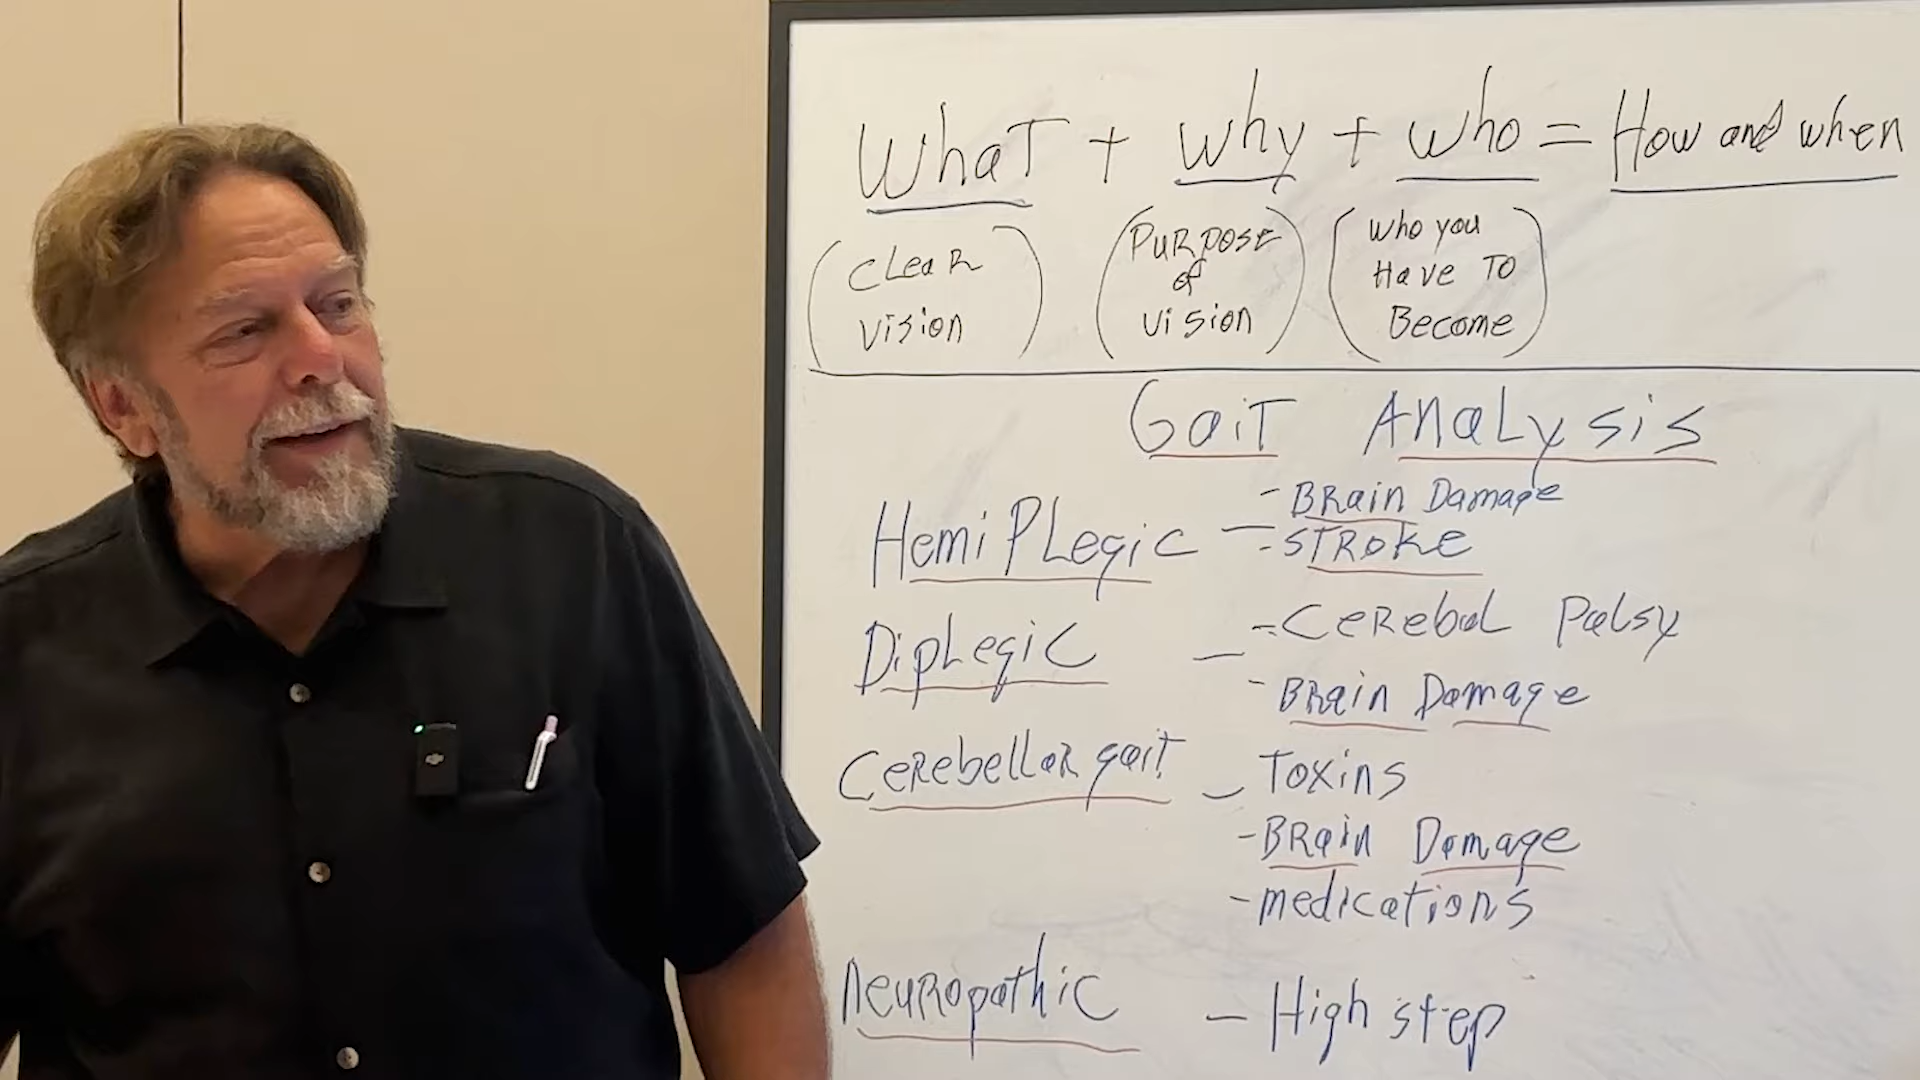 What + why + who = How and when
(Clear vision) (Purpose of vision) (who you Have To Become)
Gait Analysis
HemiPLegic - Brain Damage
- STROKE
DipLegic - Cerebal Palsy
- Brain Damage
Cerebellar gait - Toxins
- Brain Damage
- medications
neuropathic - High step